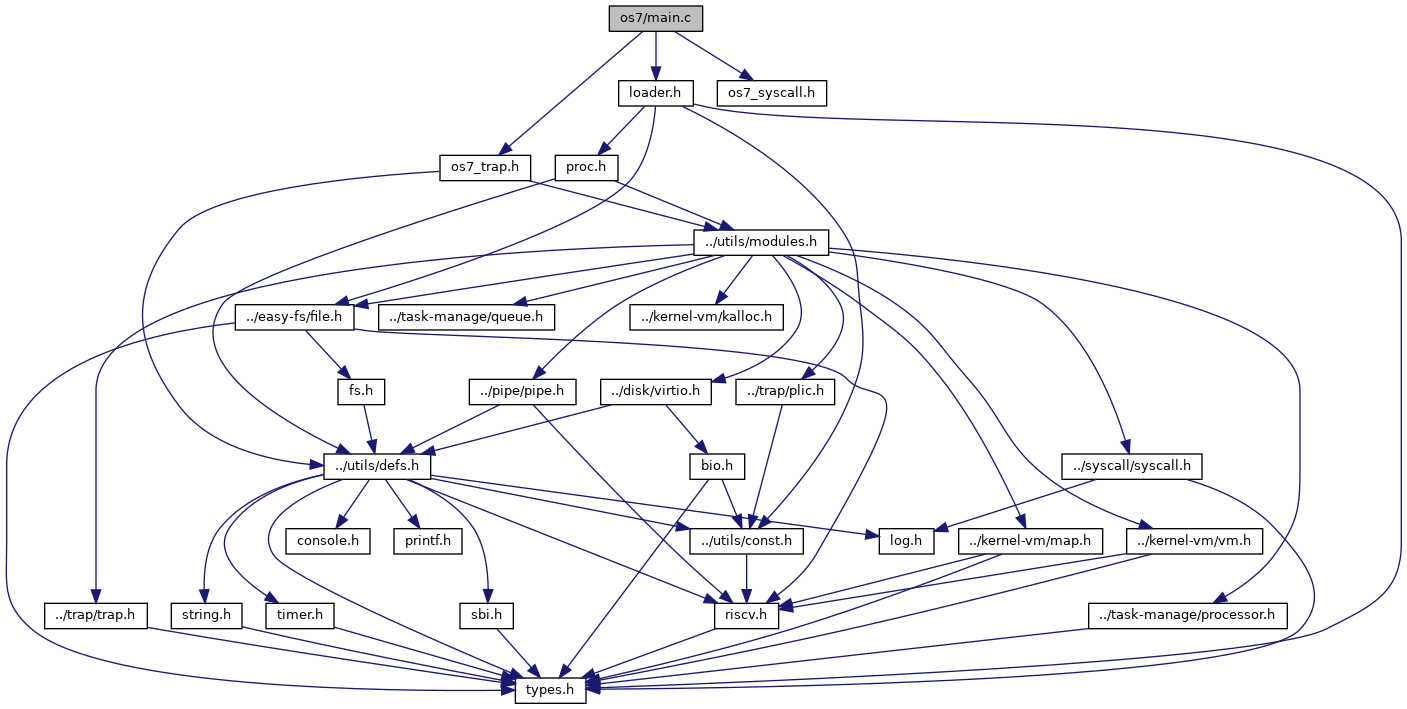 os7/main.c
loader.h
os7_syscall.h
os7_trap.h
proc.h
../utils/modules.h
../easy-fs/file.h
../task-manage/queue.h
../kernel-vm/kalloc.h
fs.h
../pipe/pipe.h
../disk/virtio.h
../trap/plic.h
../utils/defs.h
bio.h
../syscall/syscall.h
console.h
printf.h
../utils/const.h
log.h
../kernel-vm/map.h
../kernel-vm/vm.h
../trap/trap.h
string.h
timer.h
sbi.h
riscv.h
../task-manage/processor.h
types.h